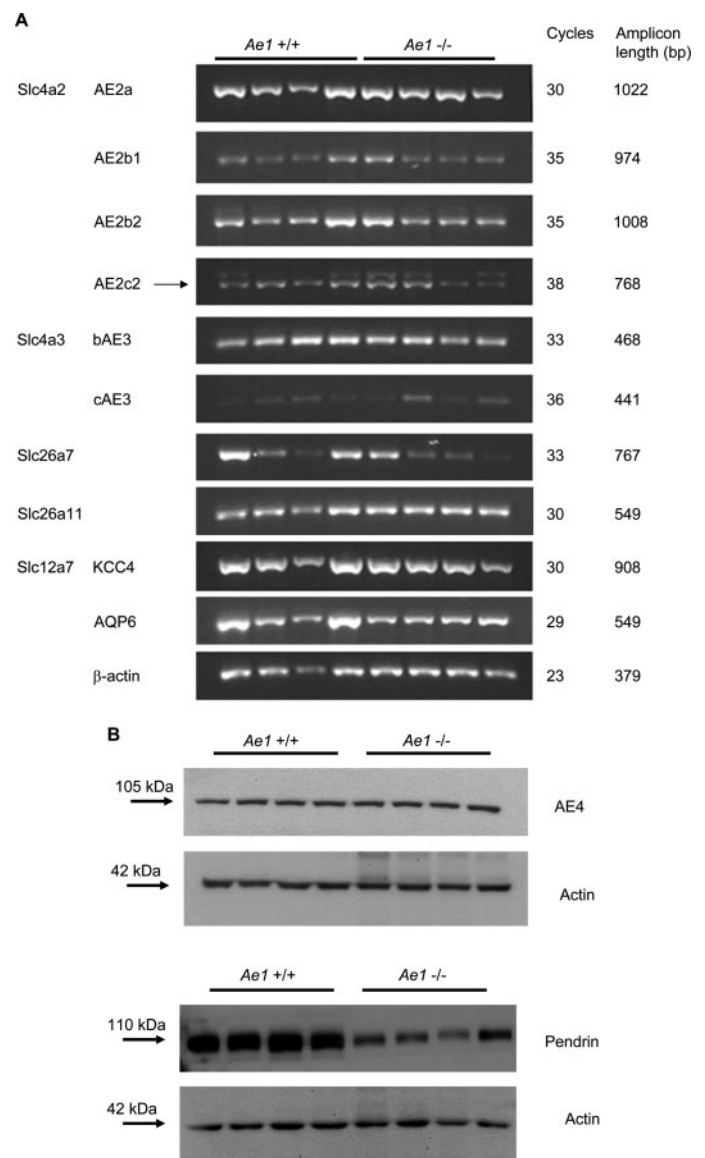 A
Ae1 +/+ Ae1 -/- Cycles Amplicon length (bp)
Slc4a2 AE2a 30 1022
AE2b1 35 974
AE2b2 35 1008
AE2c2 38 768
Slc4a3 bAE3 33 468
cAE3 36 441
Slc26a7 33 767
Slc26a11 30 549
Slc12a7 KCC4 30 908
AQP6 29 549
β-actin 23 379
B
Ae1 +/+ Ae1 -/-
105 kDa AE4
42 kDa Actin
Ae1 +/+ Ae1 -/-
110 kDa Pendrin
42 kDa Actin